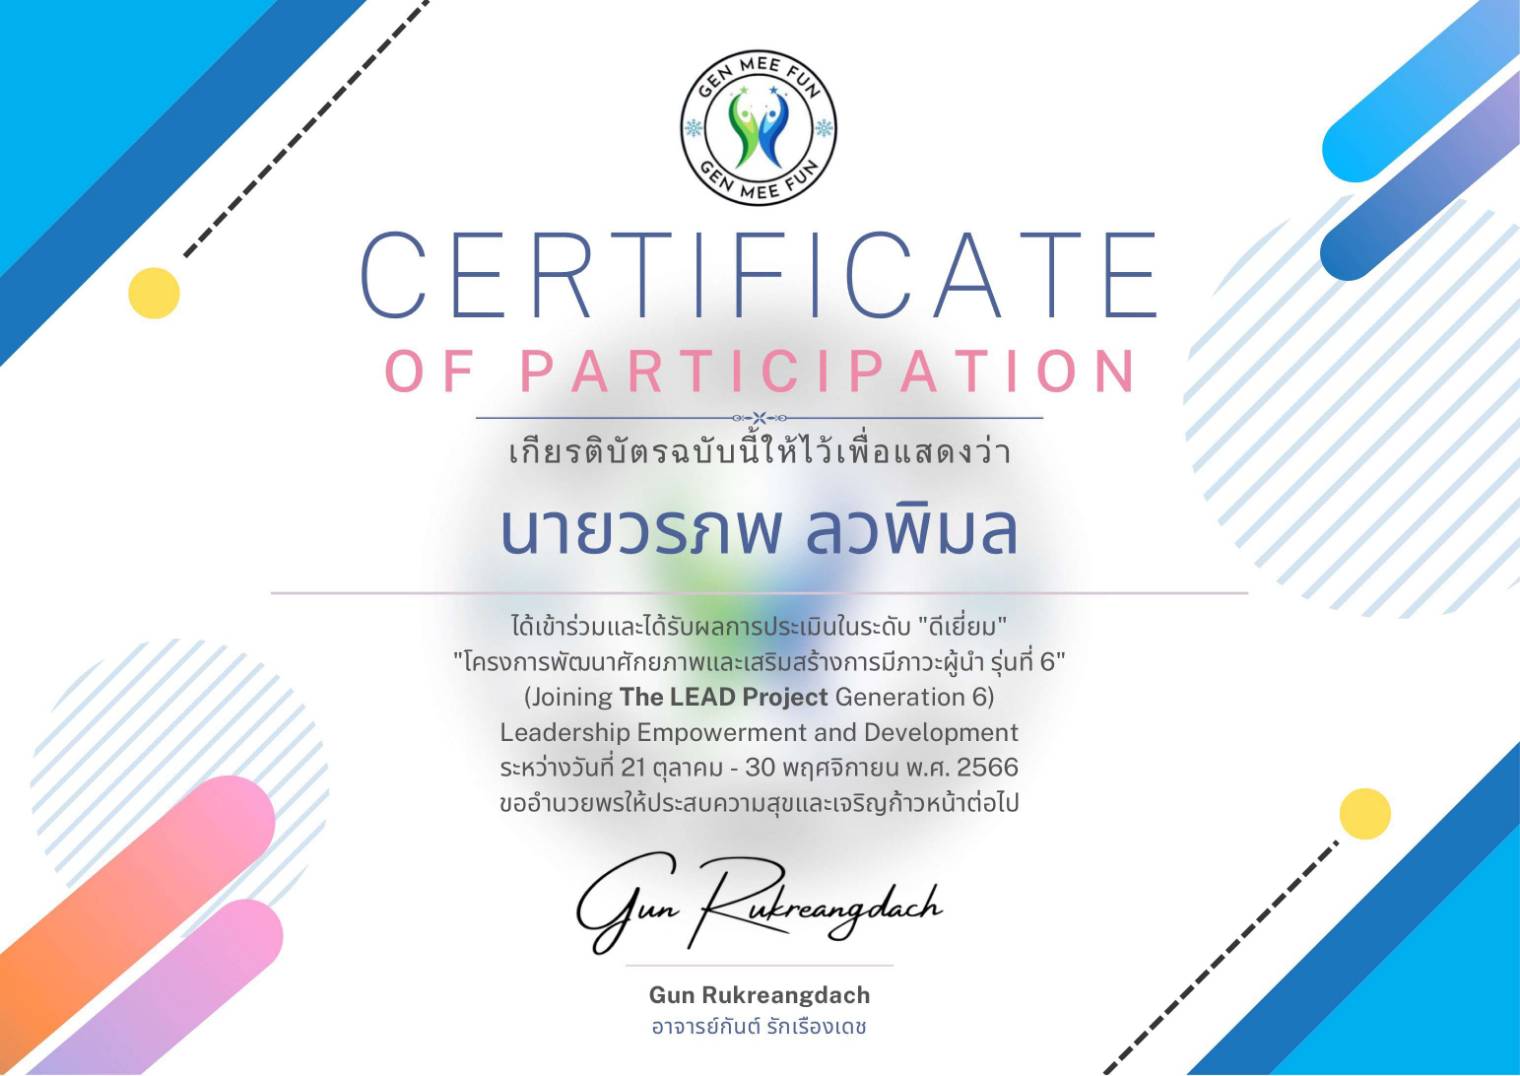 GEN MEE FUN
GEN MEE FUN
CERTIFICATE
OF PARTICIPATION
เกียรติบัตรฉบับนี้ให้ไว้เพื่อแสดงว่า
นายวรภพ ลวพิมล
ได้เข้าร่วมและได้รับผลการประเมินในระดับ "ดีเยี่ยม"
"โครงการพัฒนาศักยภาพและเสริมสร้างการมีภาวะผู้นำ รุ่นที่ 6"
(Joining The LEAD Project Generation 6)
Leadership Empowerment and Development
ระหว่างวันที่ 21 ตุลาคม - 30 พฤศจิกายน พ.ศ. 2566
ขออำนวยพรให้ประสบความสุขและเจริญก้าวหน้าต่อไป
Gun Rukreangdach
Gun Rukreangdach
อาจารย์กันต์ รักเรืองเดช